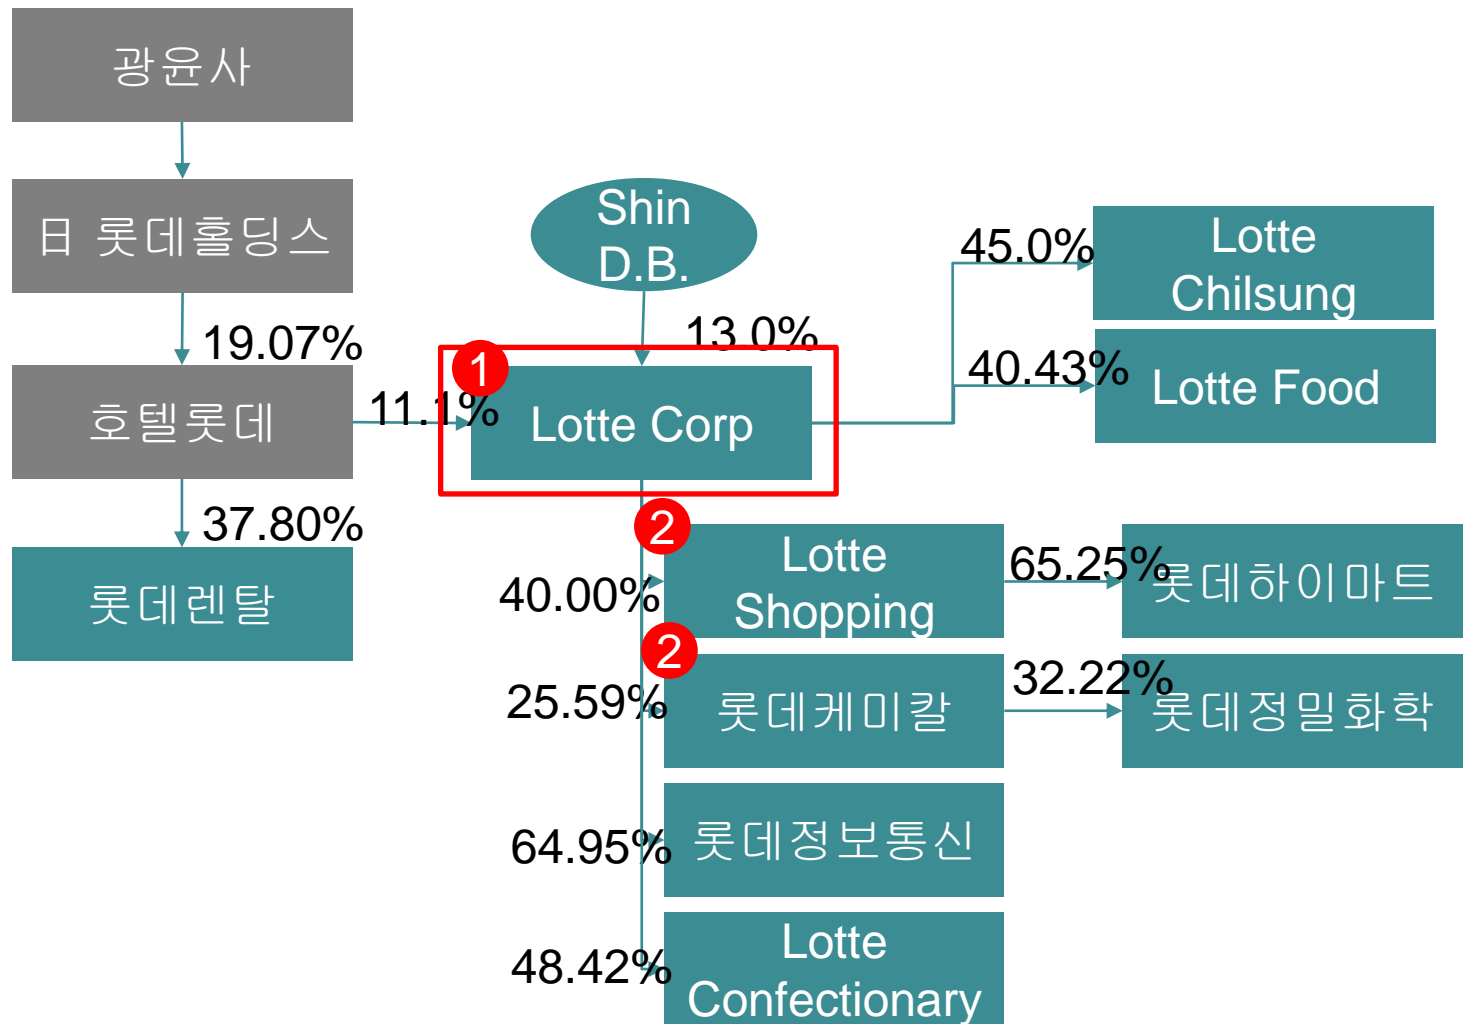 광윤사
日 롯데홀딩스
19.07%
호텔롯데
37.80%
롯데렌탈
11.1%
Shin
D.B.
13.0%
1
Lotte Corp
45.0%
Lotte
Chilsung
40.43%
Lotte Food
2
40.00%
Lotte
Shopping
65.25%
롯데하이마트
2
25.59%
롯데케미칼
32.22%
롯데정밀화학
64.95%
롯데정보통신
48.42%
Lotte
Confectionary